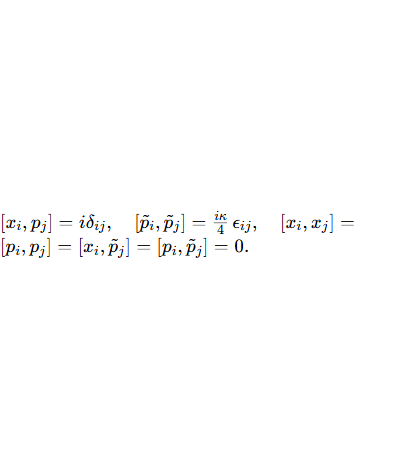 [x_i, p_j] = iδ_{ij},  [p̃_i, p̃_j] = \frac{iκ}{4} ϵ_{ij},  [x_i, x_j] =
[p_i, p_j] = [x_i, p̃_j] = [p_i, p̃_j] = 0.